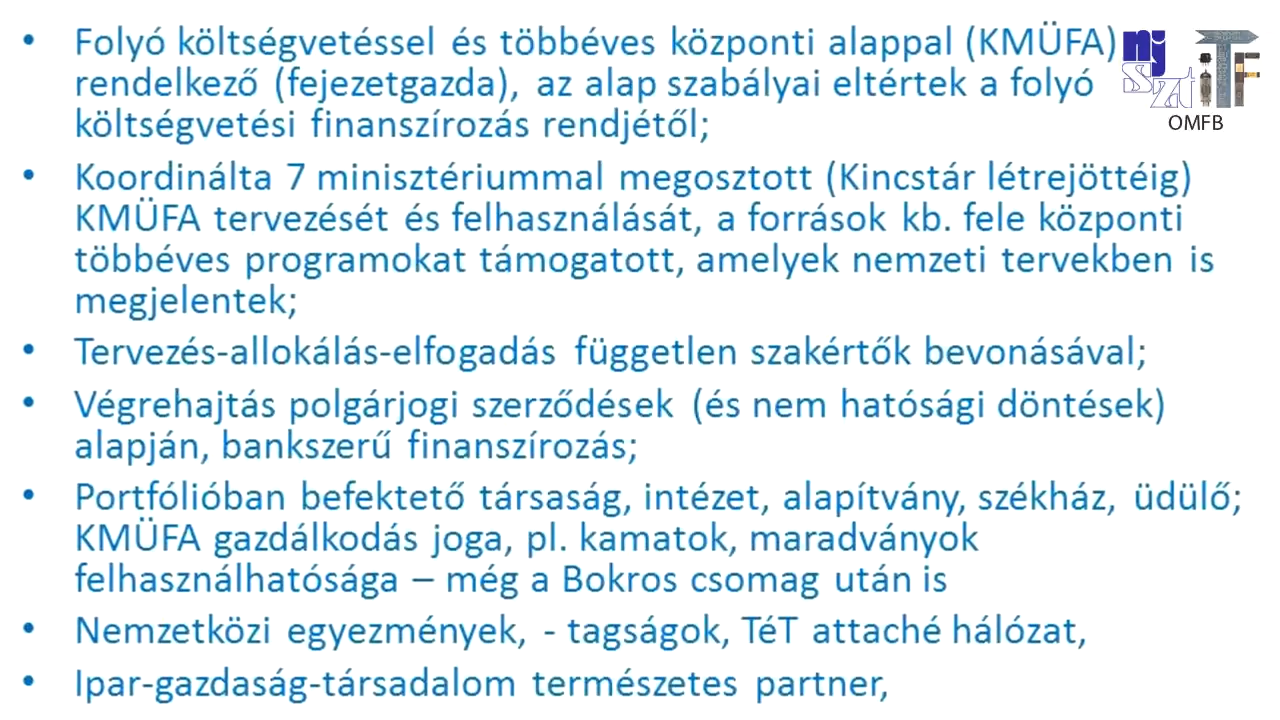 • Folyó költségvetéssel és többéves központi alappal (KMÜFA)
rendelkező (fejezetgazda), az alap szabályai eltértek a folyó
költségvetési finanszírozás rendjétől;
• Koordinálta 7 minisztériummal megosztott (Kincstár létrejöttéig)
KMÜFA tervezését és felhasználását, a források kb. fele központi
többéves programokat támogatott, amelyek nemzeti tervekben is
megjelentek;
• Tervezés-allokálás-elfogadás független szakértők bevonásával;
• Végrehajtás polgárjogi szerződések (és nem hatósági döntések)
alapján, bankszerű finanszírozás;
• Portfólióban befektető társaság, intézet, alapítvány, székház, üdülő;
KMÜFA gazdálkodás joga, pl. kamatok, maradványok
felhasználhatósága – még a Bokros csomag után is
• Nemzetközi egyezmények, - tagságok, TéT attaché hálózat,
• Ipar-gazdaság-társadalom természetes partner,
nj
Szt
iTF
OMFB